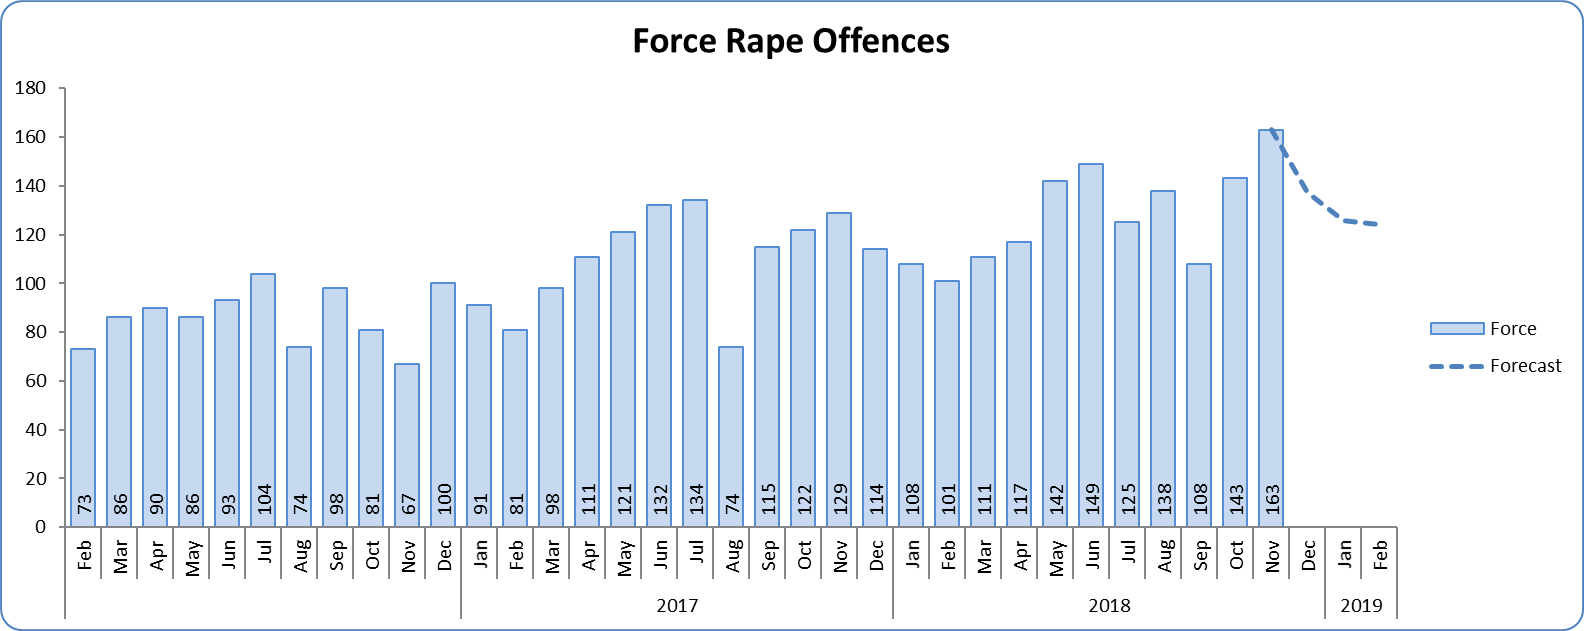 Force Rape Offences
180
160
140
120
100
80
60
40
20
0
73 86 90 86 93 104 74 98 81 67 100 91 81 98 111 121 132 134 74 115 122 129 114 108 101 111 117 142 149 125 138 108 143 163
Feb Mar Apr May Jun Jul Aug Sep Oct Nov Dec Jan Feb Mar Apr May Jun Jul Aug Sep Oct Nov Dec Jan Feb Mar Apr May Jun Jul Aug Sep Oct Nov Dec Jan Feb
2017 2018 2019
Force
Forecast